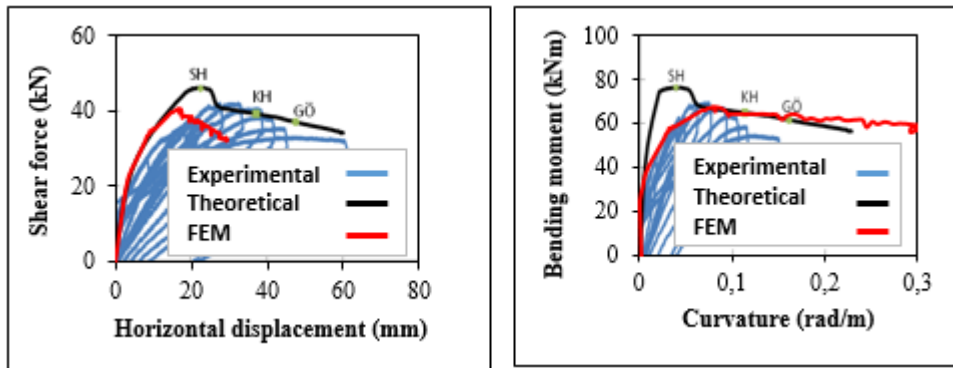 Shear force (kN)
60
40
20
0
SH
KH
GÖ
Experimental
Theoretical
FEM
0 20 40 60 80
Horizontal displacement (mm)
Bending moment (kNm)
100
80
60
40
20
0
SH
KH
GÖ
Experimental
Theoretical
FEM
0 0,1 0,2 0,3
Curvature (rad/m)